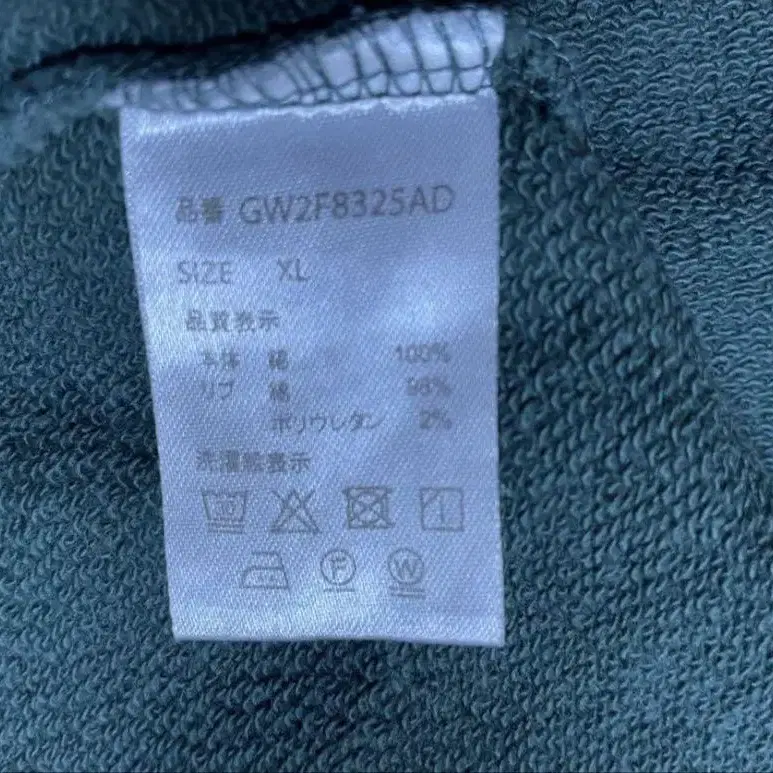 品番 GW2F8325AD
SIZE XL
品質表示
本体 綿 100%
リブ 綿 98%
ポリウレタン 2%
洗濯絵表示
F W